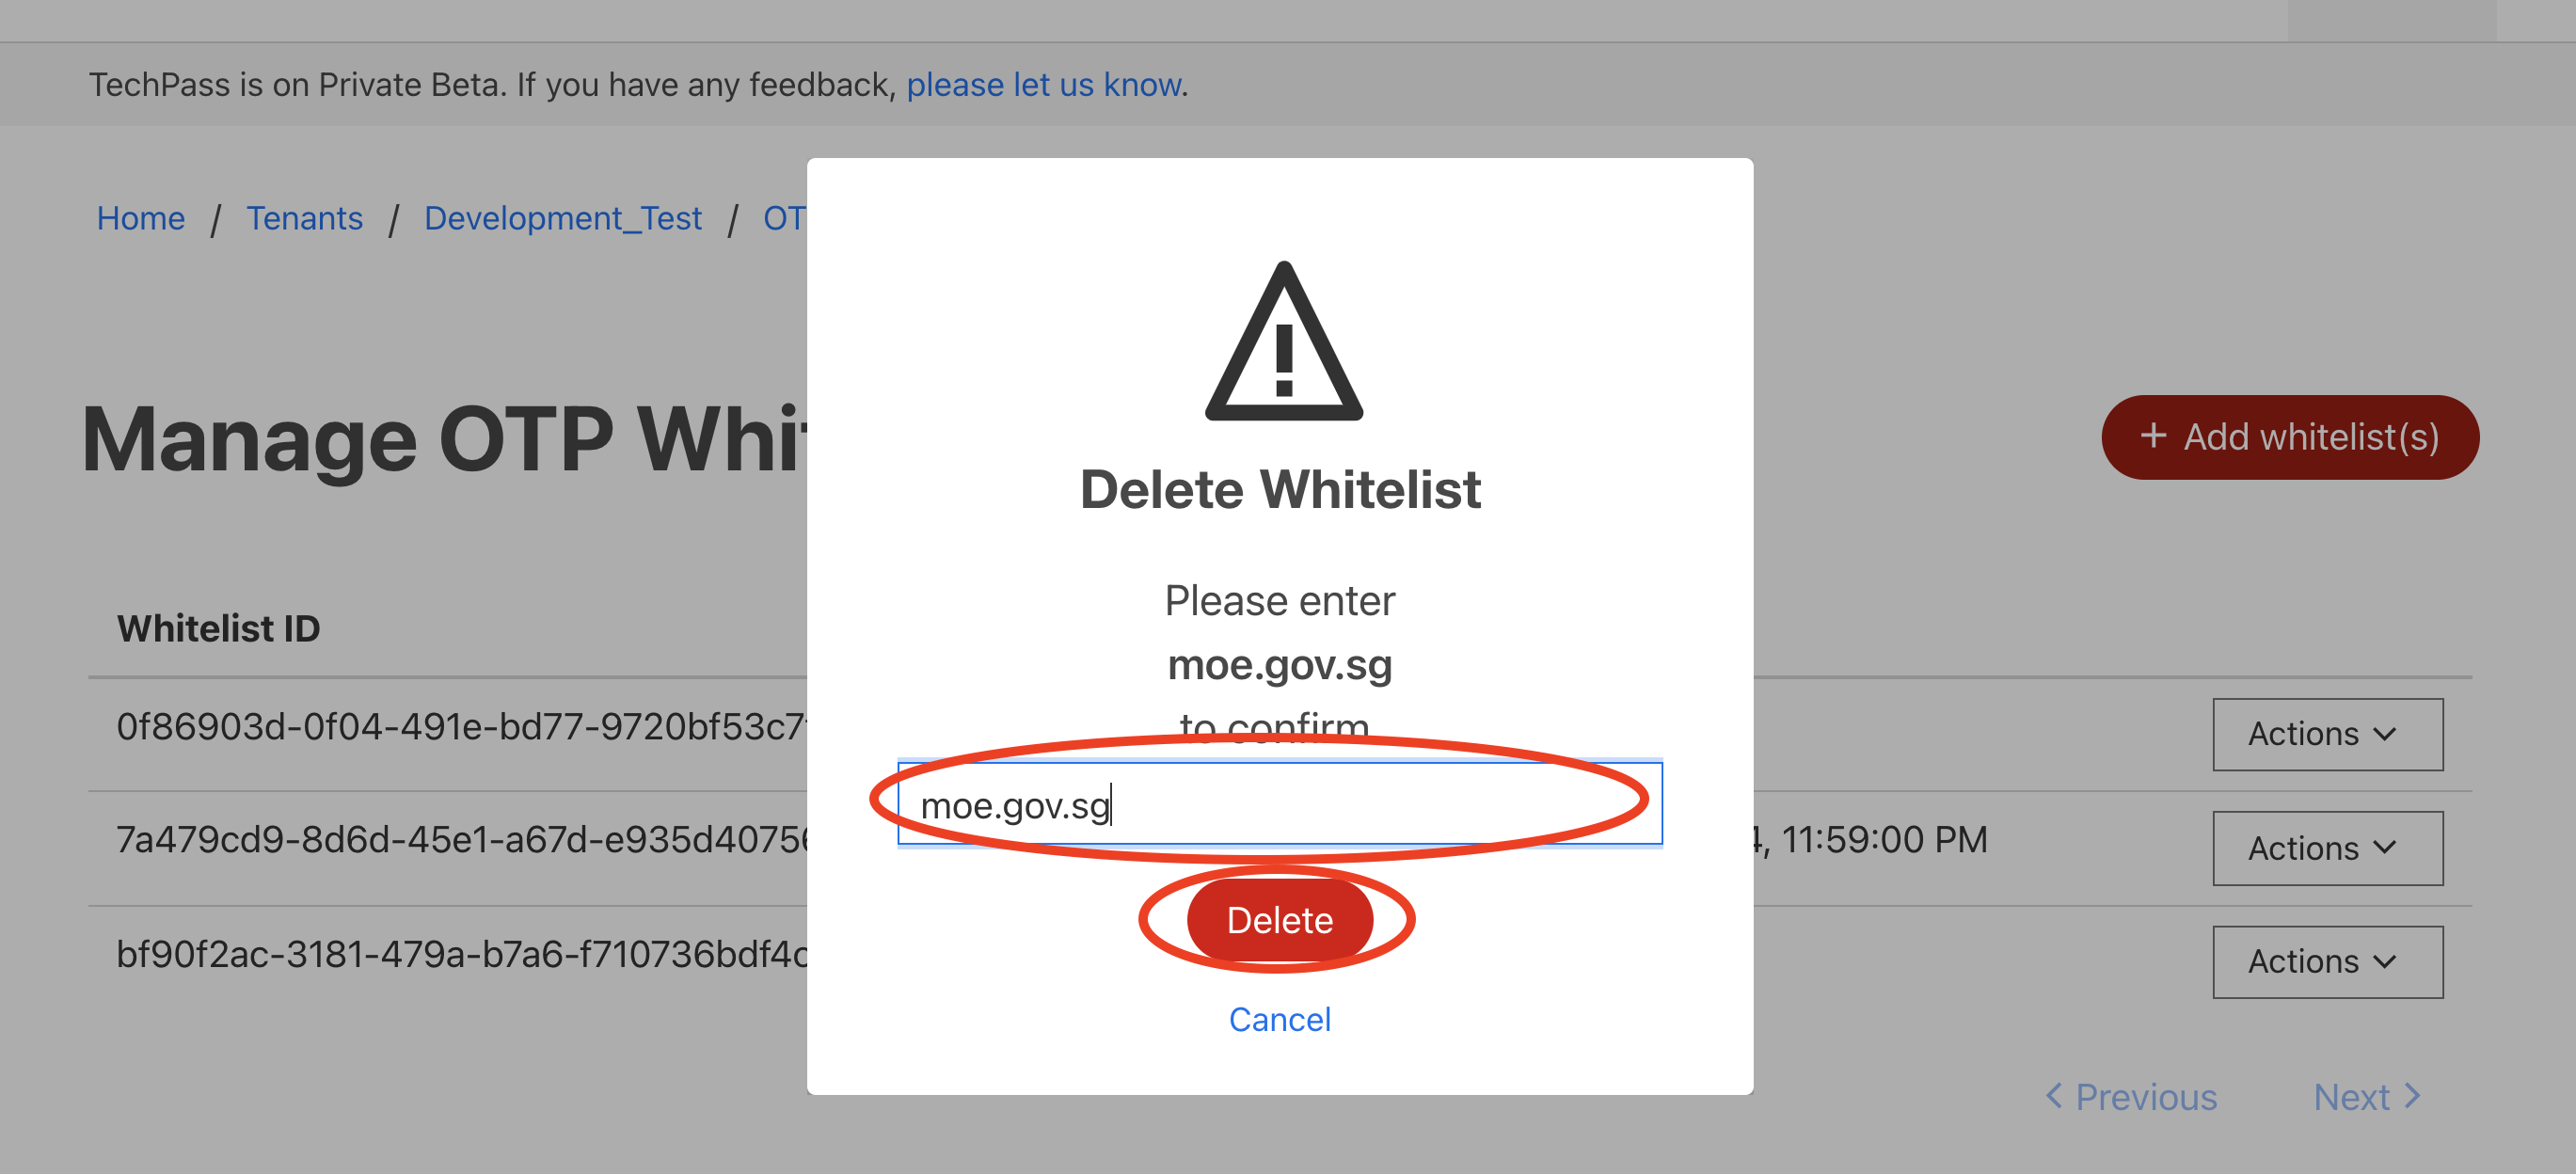 TechPass is on Private Beta. If you have any feedback, please let us know.
Home / Tenants / Development_Test / OT
Manage OTP Whi
+ Add whitelist(s)
Whitelist ID
0f86903d-0f04-491e-bd77-9720bf53c7
Actions
7a479cd9-8d6d-45e1-a67d-e935d4075
, 11:59:00 PM
Actions
bf90f2ac-3181-479a-b7a6-f710736bdf4
Actions
Previous Next
Delete Whitelist
Please enter
moe.gov.sg
to confirm
moe.gov.sg
Delete
Cancel